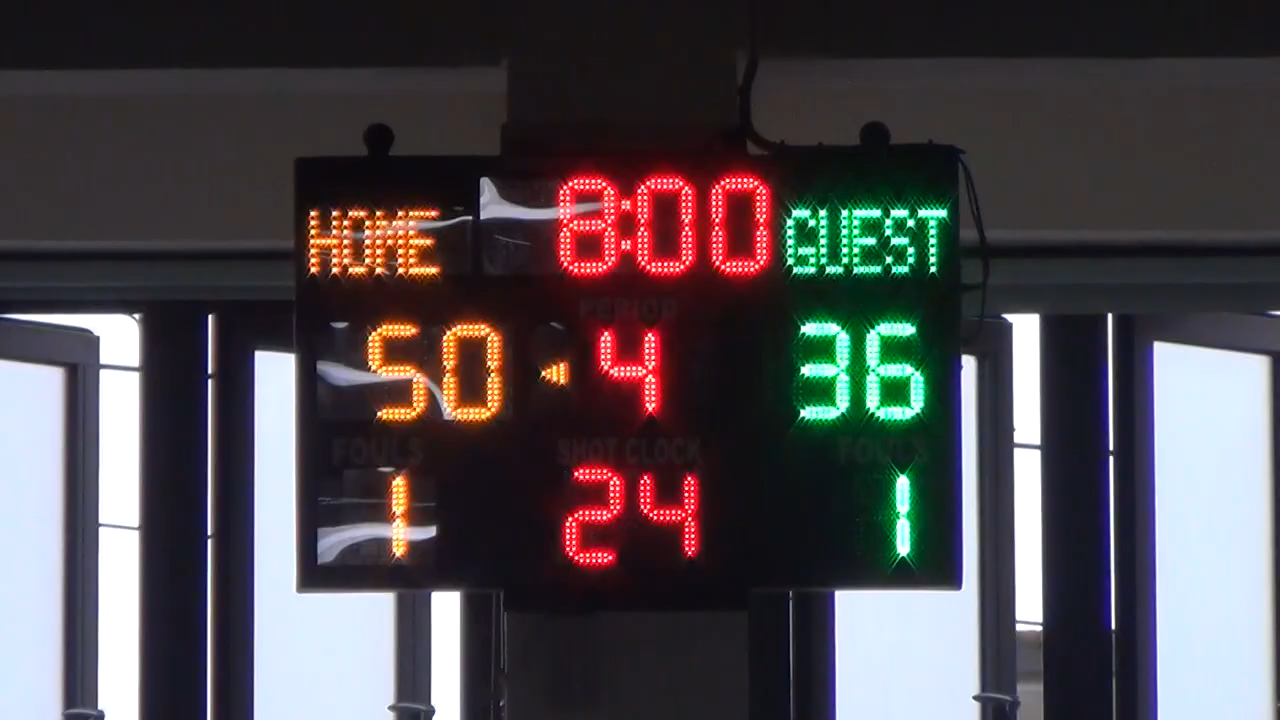 HOME 8:00 GUEST
PERIOD
50 4 36
FOULS SHOT CLOCK FOULS
1 24 1